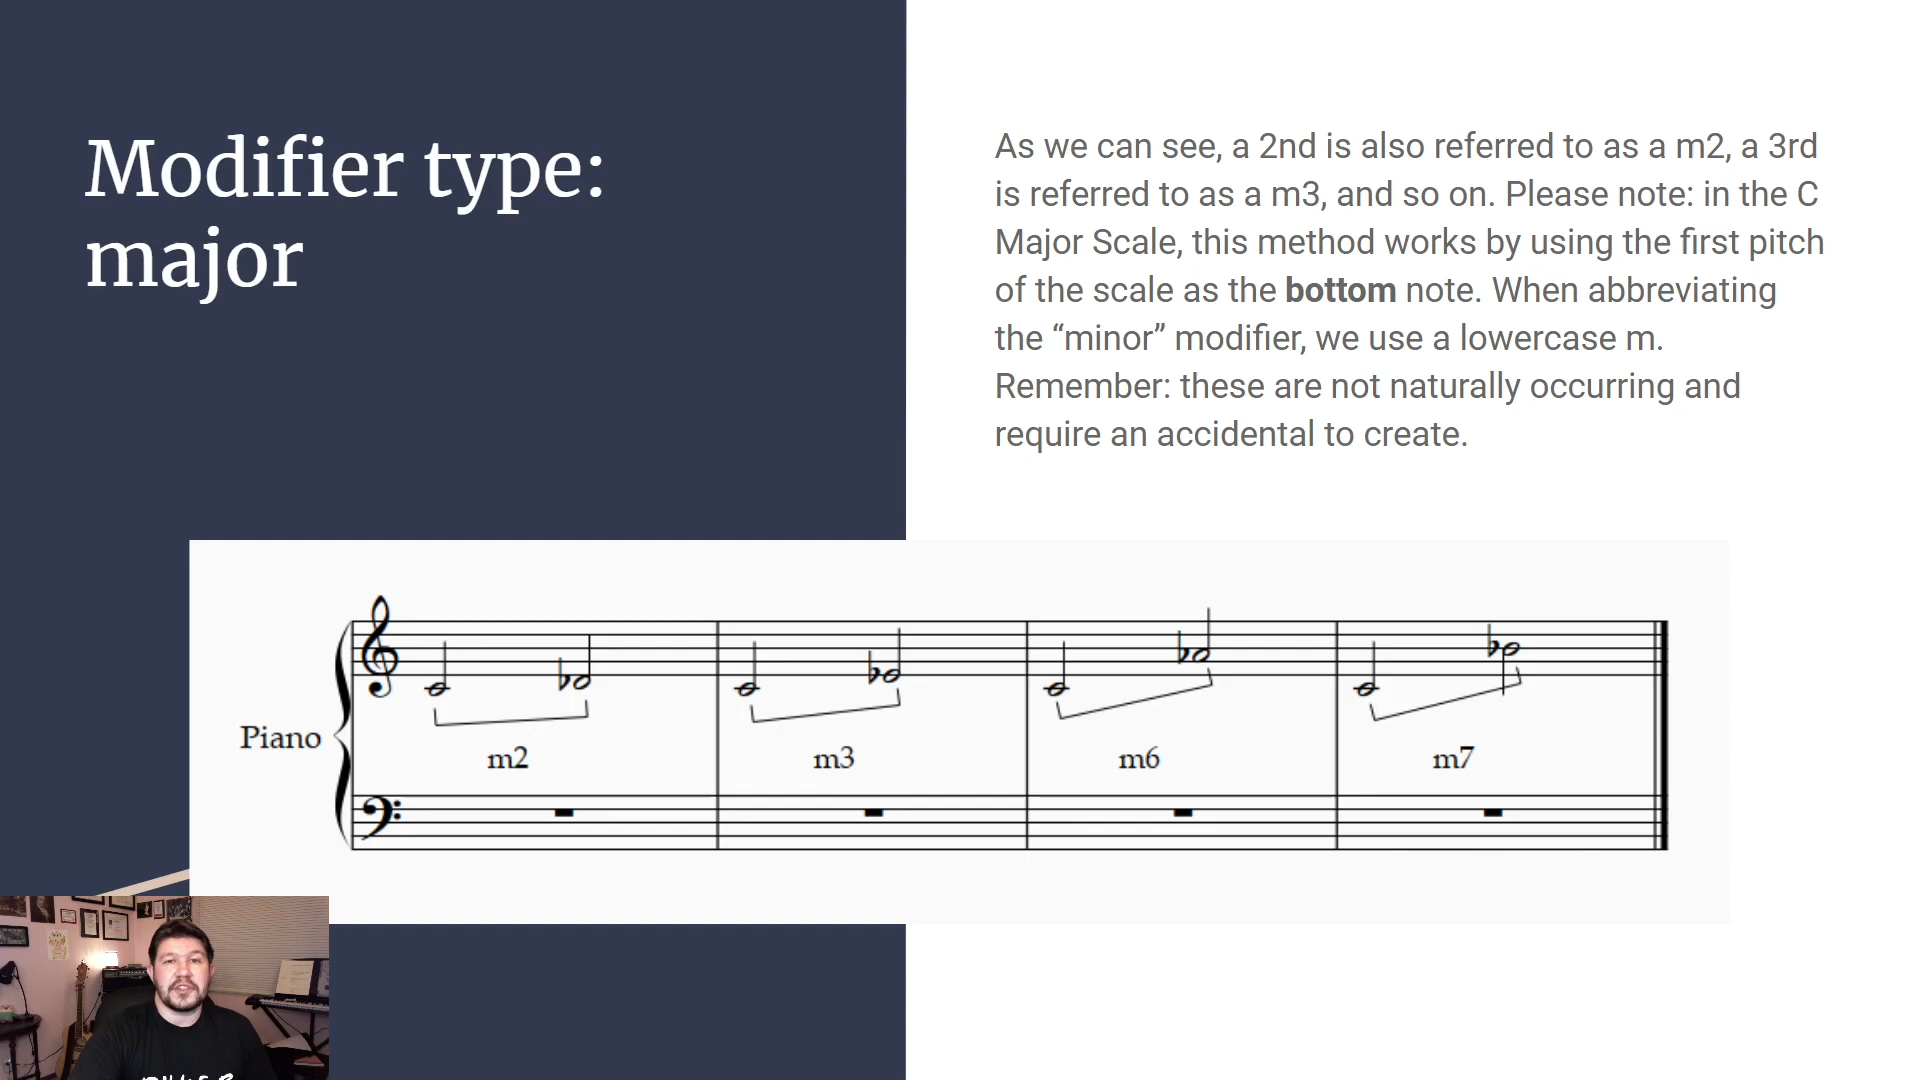 Modifier type:
major
As we can see, a 2nd is also referred to as a m2, a 3rd
is referred to as a m3, and so on. Please note: in the C
Major Scale, this method works by using the first pitch
of the scale as the bottom note. When abbreviating
the “minor” modifier, we use a lowercase m.
Remember: these are not naturally occurring and
require an accidental to create.
Piano
m2 m3 m6 m7